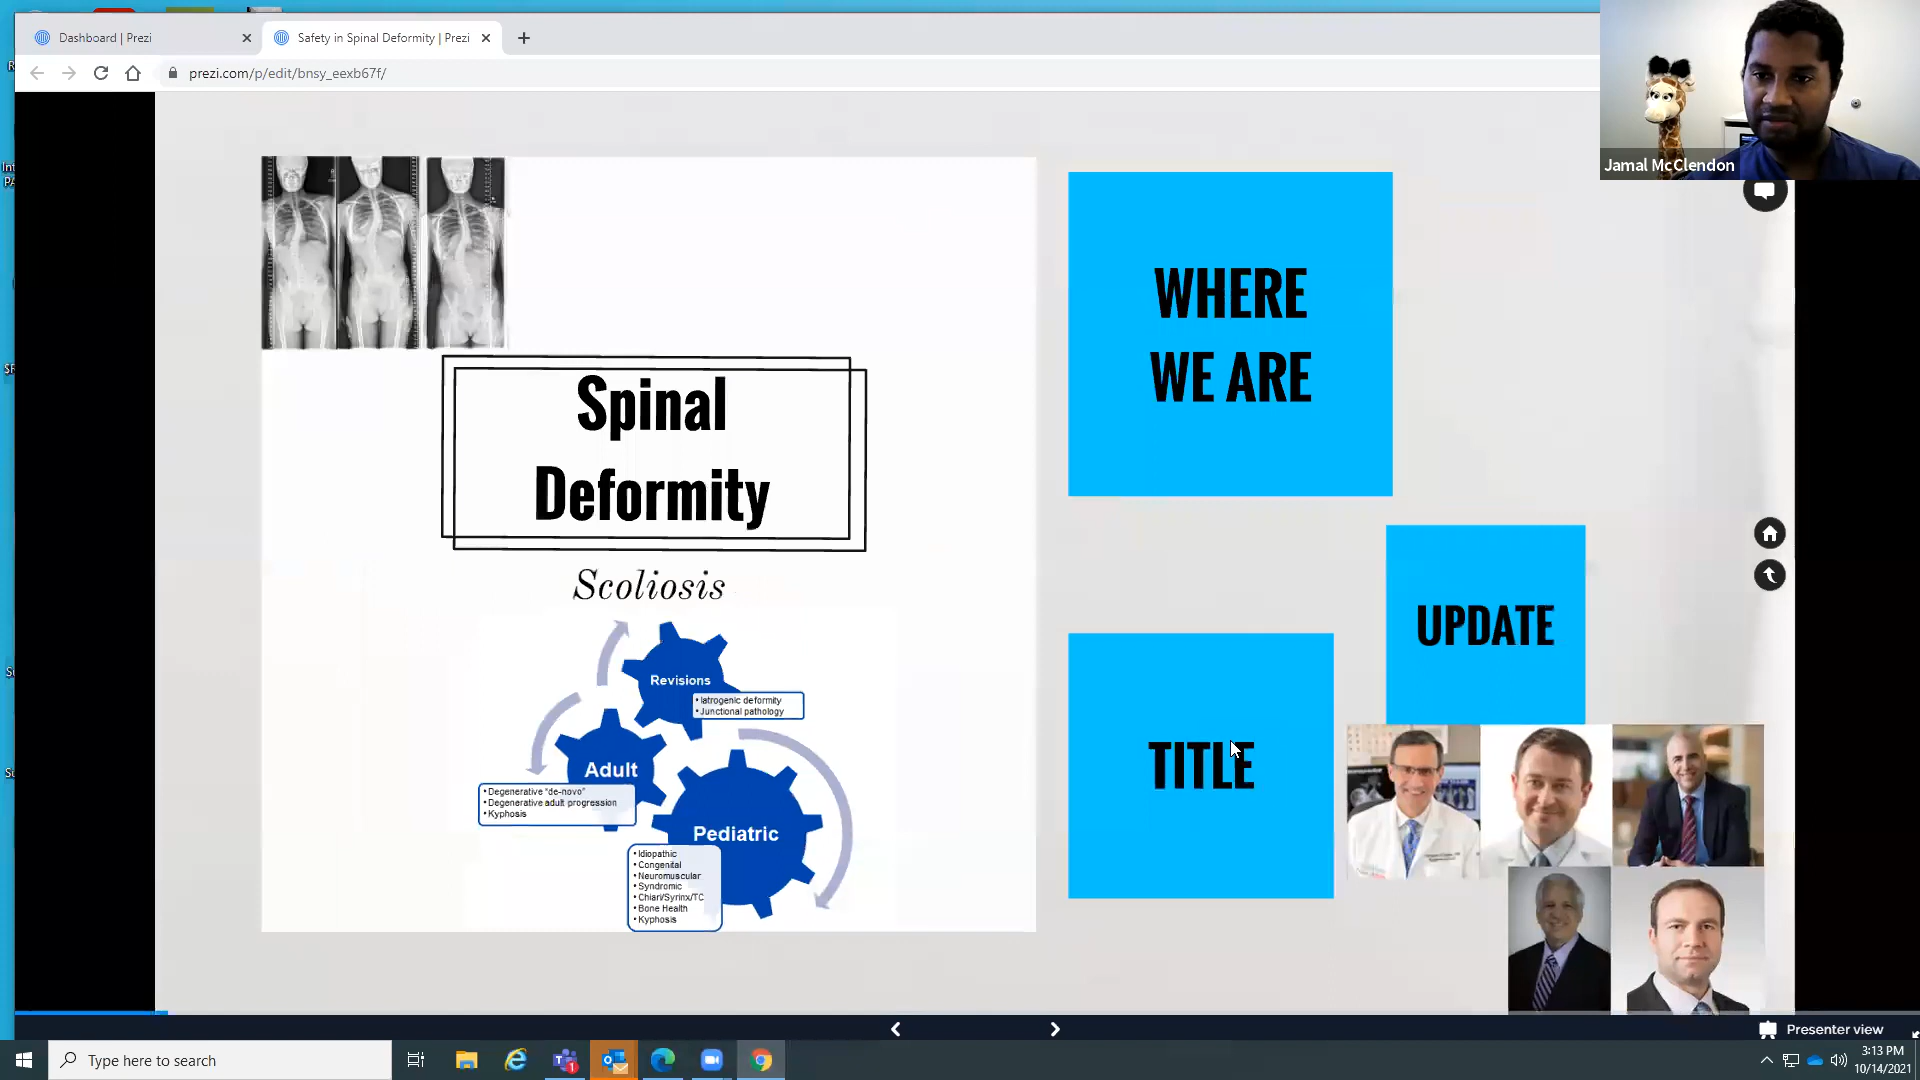 Dashboard | Prezi
Safety in Spinal Deformity | Prezi
prezi.com/p/edit/bnsy_eexb67f/
Jamal McClendon
WHERE
WE ARE
Spinal
Deformity
Scoliosis
Revisions
• Iatrogenic deformity
• Junctional pathology
Adult
• Degenerative "de-novo"
• Degenerative adult progression
• Kyphosis
Pediatric
• Idiopathic
• Congenital
• Neuromuscular
• Syndromic
• Chiari/Syrinx/TC
• Bone Health
• Kyphosis
UPDATE
TITLE
Presenter view
Type here to search
1
3:13 PM
10/14/2021